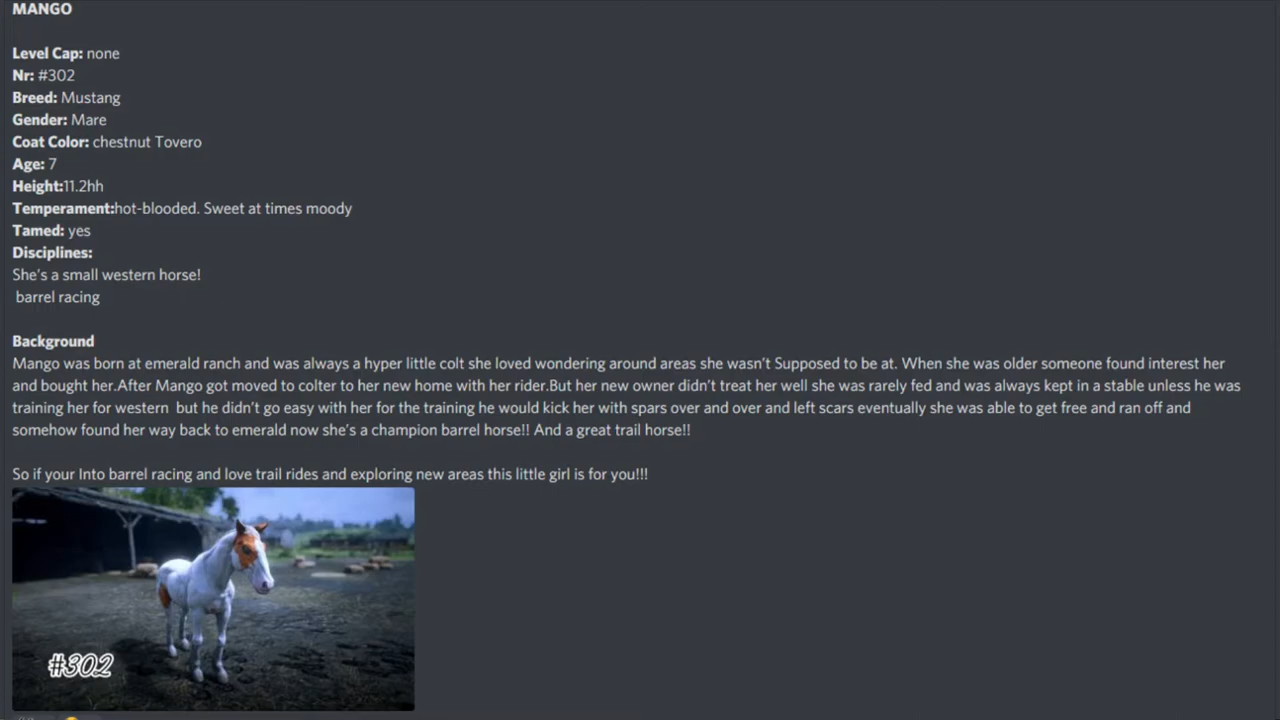 MANGO
Level Cap: none
Nr: #302
Breed: Mustang
Gender: Mare
Coat Color: chestnut Tovero
Age: 7
Height:11.2hh
Temperament:hot-blooded. Sweet at times moody
Tamed: yes
Disciplines:
She's a small western horse!
barrel racing
Background
Mango was born at emerald ranch and was always a hyper little colt she loved wondering around areas she wasn't Supposed to be at. When she was older someone found interest her
and bought her.After Mango got moved to colter to her new home with her rider.But her new owner didn't treat her well she was rarely fed and was always kept in a stable unless he was
training her for western  but he didn't go easy with her for the training he would kick her with spars over and over and left scars eventually she was able to get free and ran off and
somehow found her way back to emerald now she's a champion barrel horse!! And a great trail horse!!
So if your Into barrel racing and love trail rides and exploring new areas this little girl is for you!!!
#302